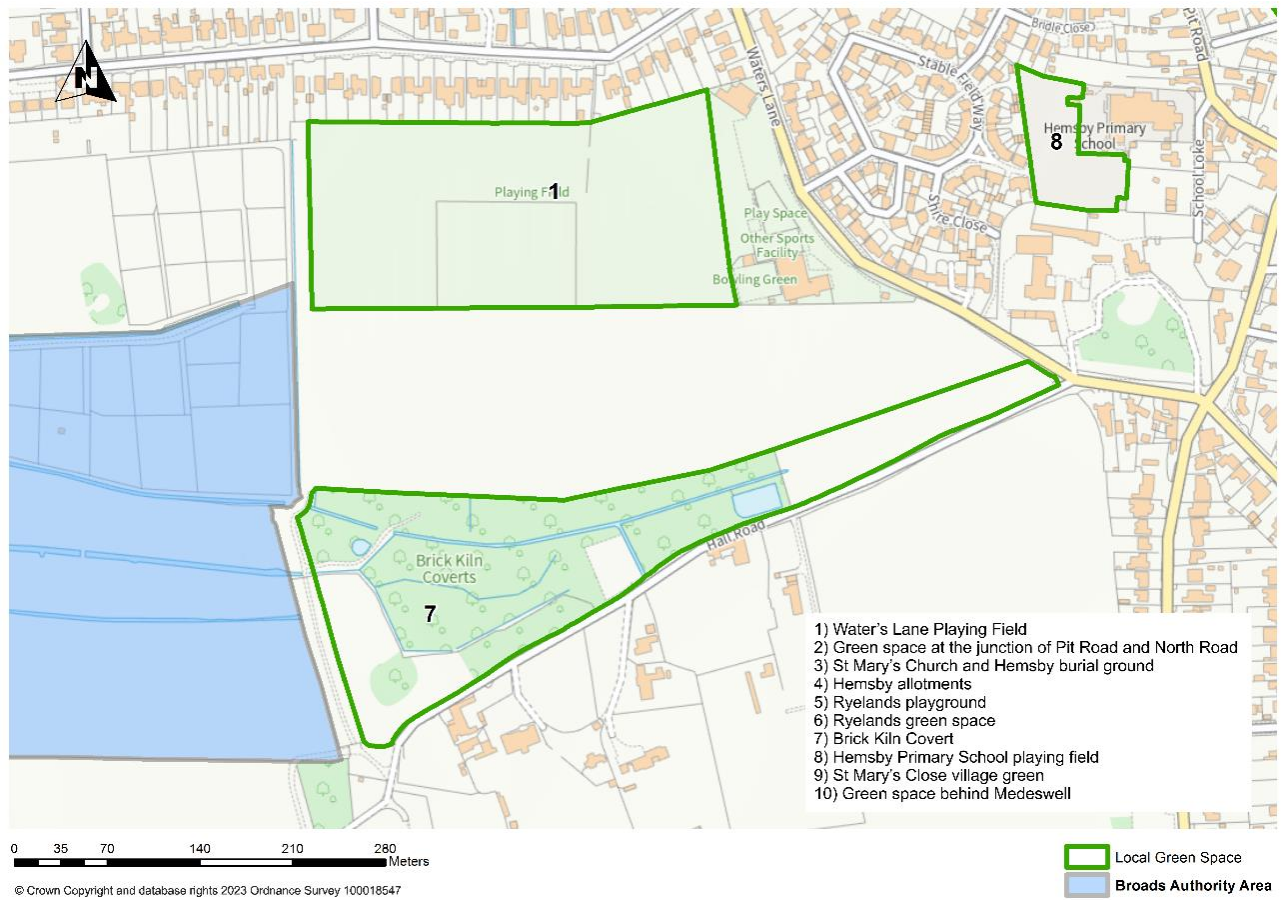 N
Waters Lane
Bridle Close
Pit Road
Stable Field Way
Hemsby Primary
School
8
School Loke
Shire Close
Playing Field
1
Play Space
Other Sports
Facility
Bowling Green
Hall Road
Brick Kiln
Coverts
7
1) Water's Lane Playing Field
2) Green space at the junction of Pit Road and North Road
3) St Mary's Church and Hemsby burial ground
4) Hemsby allotments
5) Ryelands playground
6) Ryelands green space
7) Brick Kiln Covert
8) Hemsby Primary School playing field
9) St Mary's Close village green
10) Green space behind Medeswell
0 35 70 140 210 280
Meters
Local Green Space
Broads Authority Area
© Crown Copyright and database rights 2023 Ordnance Survey 100018547